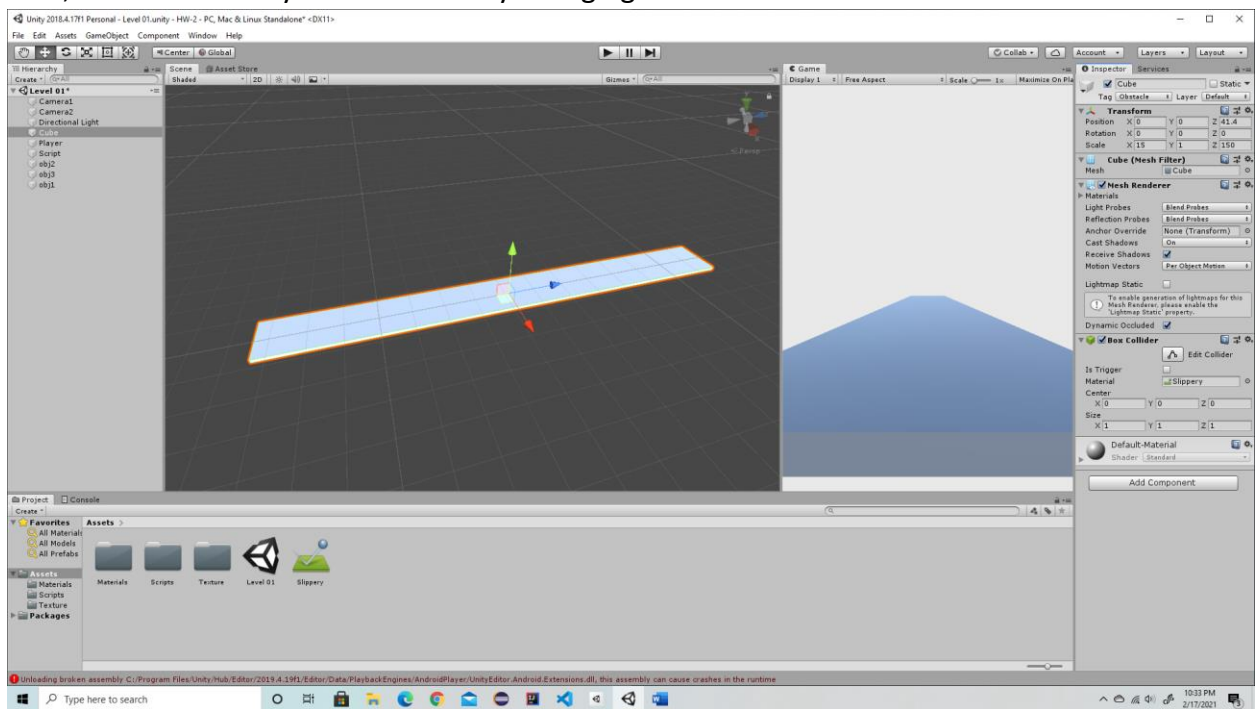 Unity 2018.4.17f1 Personal - Level 01.unity - HW-2 - PC, Mac & Linux Standalone* <DX11>
File Edit Assets GameObject Component Window Help
Center Global Collab Account Layers Layout
Hierarchy
Create All
Level 01*
Camera1
Camera2
Directional Light
Cube
Player
Script
obj2
obj3
obj1
Scene Asset Store
Shaded 2D Gizmos All
Persp
Game
Display 1 Free Aspect Scale 1x Maximize On Pla
Inspector Services
Cube Static
Tag Obstacle Layer Default
Transform
Position X 0 Y 0 Z 41.4
Rotation X 0 Y 0 Z 0
Scale X 15 Y 1 Z 150
Cube (Mesh Filter)
Mesh Cube
Mesh Renderer
Materials
Light Probes Blend Probes
Reflection Probes Blend Probes
Anchor Override None (Transform)
Cast Shadows On
Receive Shadows
Motion Vectors Per Object Motion
Lightmap Static
To enable generation of lightmaps for this
Mesh Renderer, please enable the
'Lightmap Static' property.
Dynamic Occluded
Box Collider
Edit Collider
Is Trigger
Material Slippery
Center
X 0 Y 0 Z 0
Size
X 1 Y 1 Z 1
Default-Material
Shader Standard
Add Component
Project Console
Create
Favorites
All Materials
All Models
All Prefabs
Assets
Materials
Scripts
Texture
Packages
Assets >
Materials Scripts Texture Level 01 Slippery
Unloading broken assembly C:/Program Files/Unity/Hub/Editor/2019.4.19f1/Editor/Data/PlaybackEngines/AndroidPlayer/UnityEditor.Android.Extensions.dll, this assembly can cause crashes in the runtime
Type here to search
10:33 PM
2/17/2021